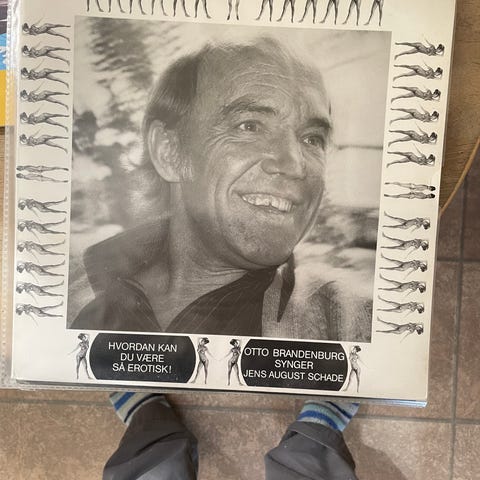 HVORDAN KAN
DU VÆRE
SÅ EROTISK!
OTTO BRANDENBURG
SYNGER
JENS AUGUST SCHADE